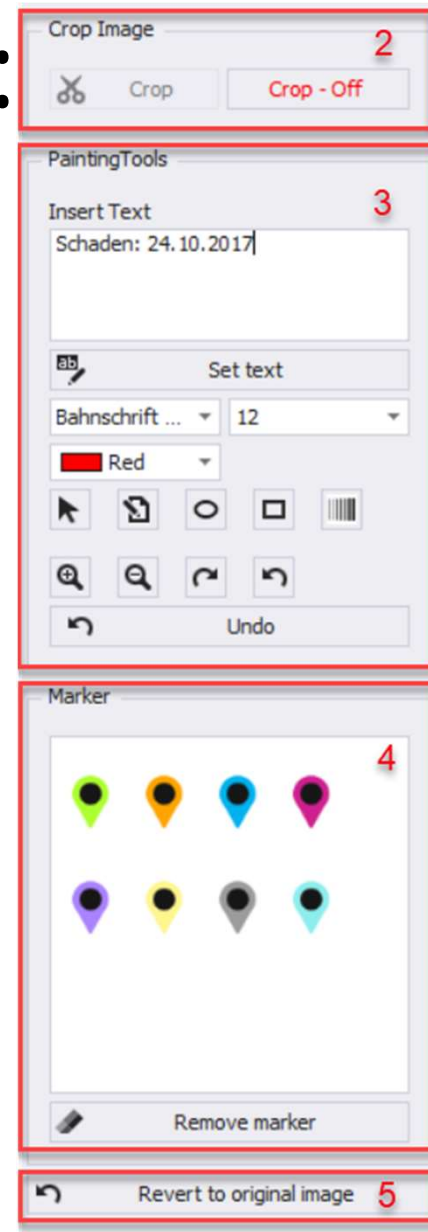 Crop Image
2
Crop
Crop - Off
PaintingTools
3
Insert Text
Schaden: 24.10.2017
ab
Set text
Bahnschrift ...
12
Red
Undo
Marker
4
Remove marker
Revert to original image
5